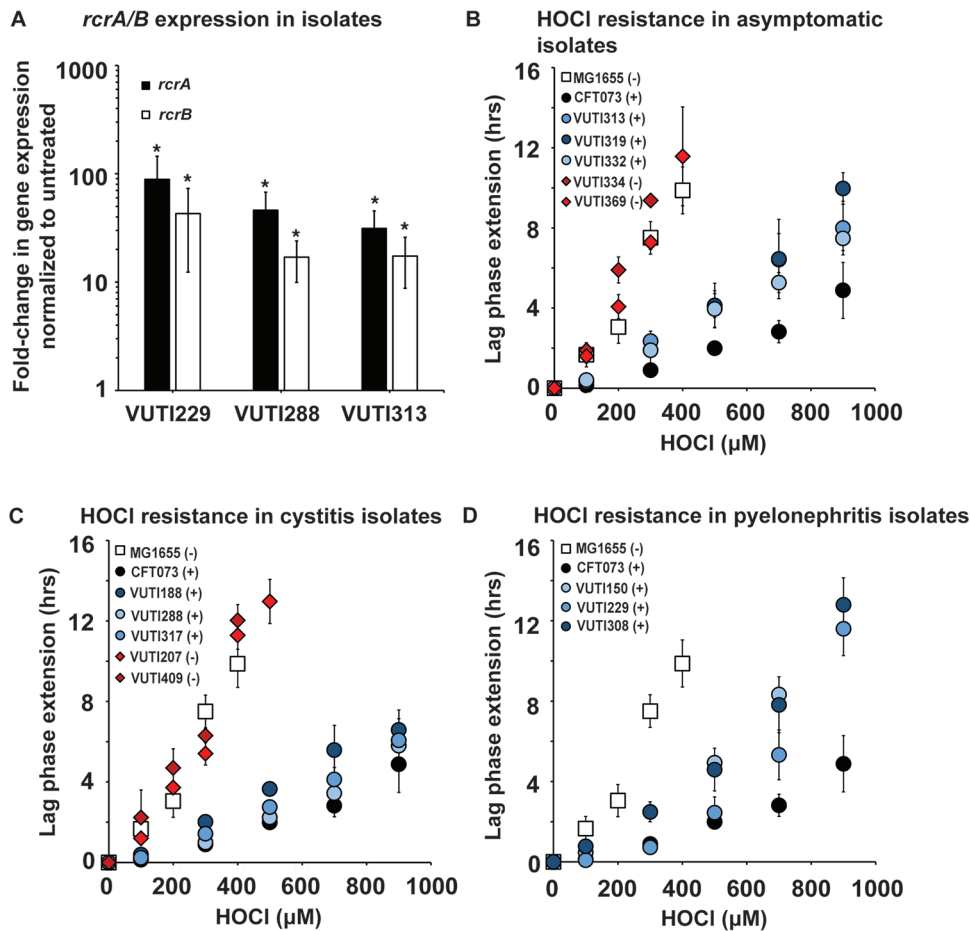 A
rcrA/B expression in isolates
Fold-change in gene expression
normalized to untreated
1000
100
10
1
rcrA
rcrB
*
*
*
*
*
*
VUTI229
VUTI288
VUTI313
B
HOCl resistance in asymptomatic
isolates
Lag phase extension (hrs)
16
12
8
4
0
MG1655 (-)
CFT073 (+)
VUTI313 (+)
VUTI319 (+)
VUTI332 (+)
VUTI334 (-)
VUTI369 (-)
0
200
400
600
800
1000
HOCl (µM)
C
HOCl resistance in cystitis isolates
Lag phase extension (hrs)
16
12
8
4
0
MG1655 (-)
CFT073 (+)
VUTI188 (+)
VUTI288 (+)
VUTI317 (+)
VUTI207 (-)
VUTI409 (-)
0
200
400
600
800
1000
HOCl (µM)
D
HOCl resistance in pyelonephritis isolates
Lag phase extension (hrs)
16
12
8
4
0
MG1655 (-)
CFT073 (+)
VUTI150 (+)
VUTI229 (+)
VUTI308 (+)
0
200
400
600
800
1000
HOCl (µM)